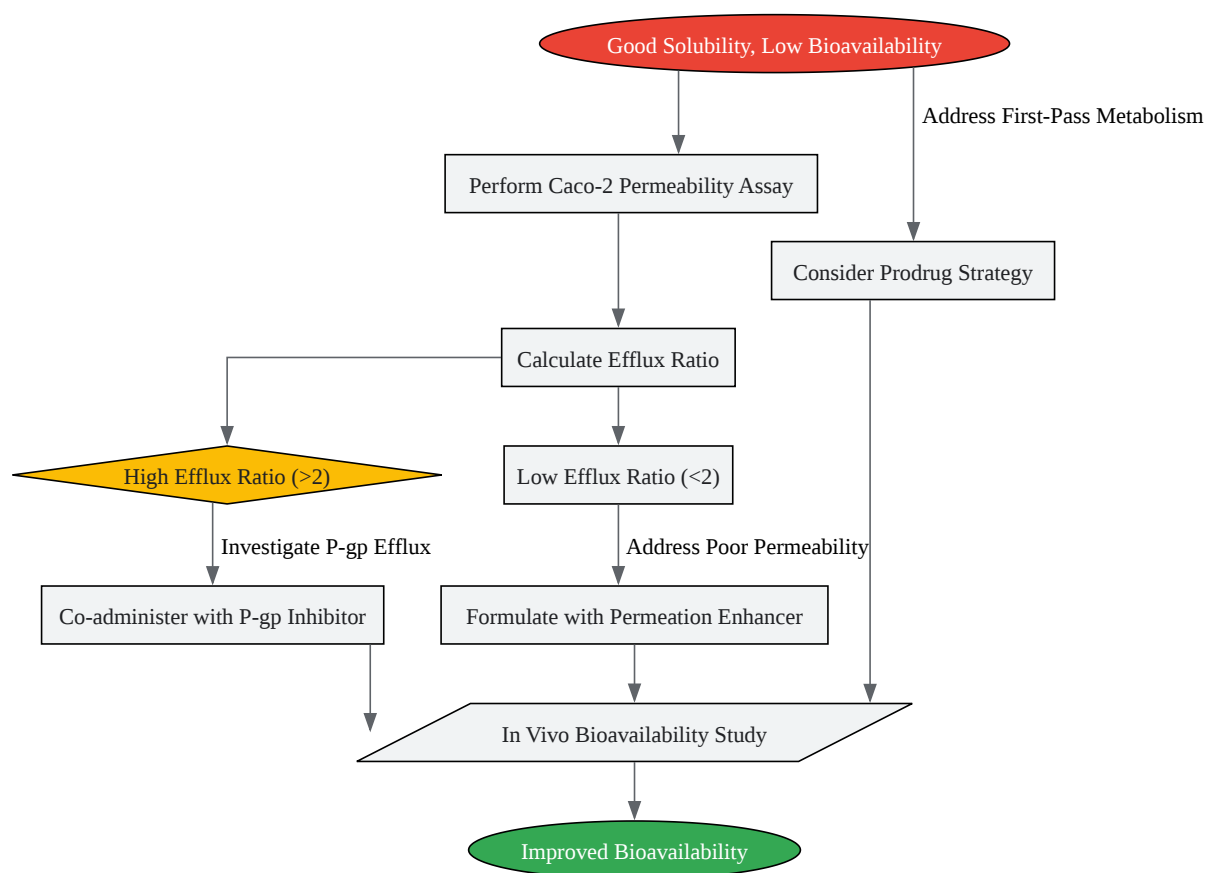 Good Solubility, Low Bioavailability
Address First-Pass Metabolism
Perform Caco-2 Permeability Assay
Consider Prodrug Strategy
Calculate Efflux Ratio
High Efflux Ratio (>2)
Low Efflux Ratio (<2)
Investigate P-gp Efflux
Address Poor Permeability
Co-administer with P-gp Inhibitor
Formulate with Permeation Enhancer
In Vivo Bioavailability Study
Improved Bioavailability